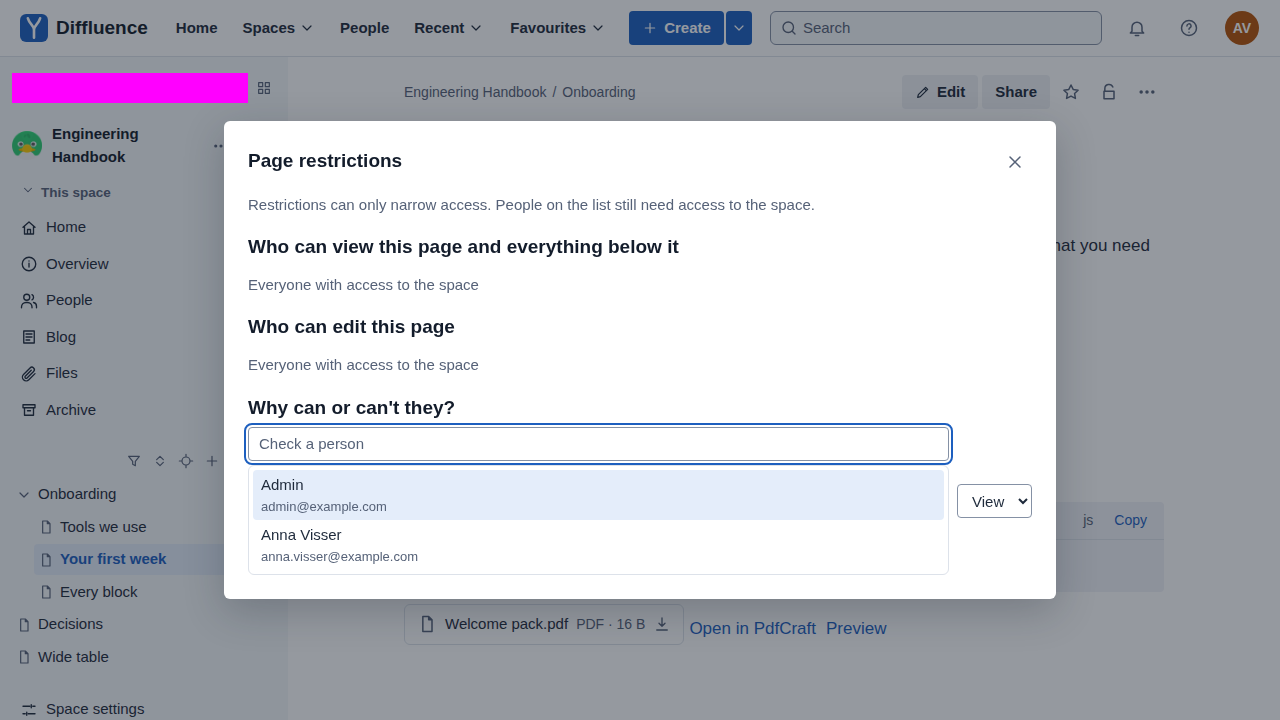 Diffluence Home Spaces People Recent Favourites Create Search AV
Engineering Handbook / Onboarding Edit Share
Engineering
Handbook
This space
Home
Overview
People
Blog
Files
Archive
Onboarding
Tools we use
Your first week
Every block
Decisions
Wide table
Space settings
Page restrictions
Restrictions can only narrow access. People on the list still need access to the space.
Who can view this page and everything below it
Everyone with access to the space
Who can edit this page
Everyone with access to the space
Why can or can't they?
Check a person
Admin
admin@example.com
Anna Visser
anna.visser@example.com
View
you need
js Copy
Welcome pack.pdf PDF · 16 B Open in PdfCraft Preview